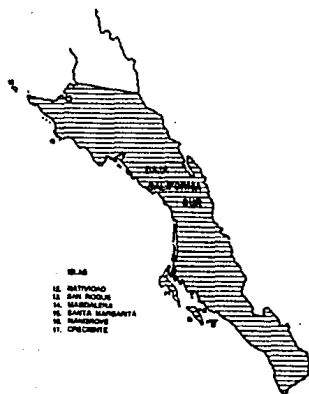 BAJA
CALIFORNIA
SUR
ISLAS
12. NATIVIDAD
13. SAN ROQUE
14. MAGDALENA
15. SANTA MARGARITA
16. MANGROVE
17. CRECIENTE